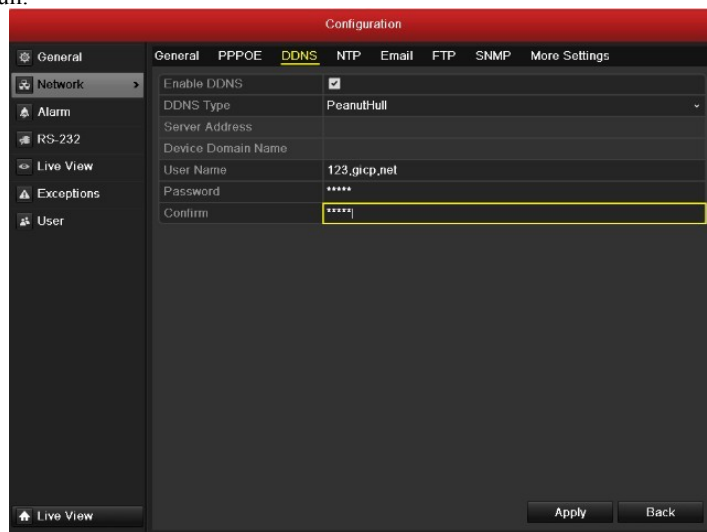 Configuration
General
Network >
Alarm
RS-232
Live View
Exceptions
User
Live View
General PPPOE DDNS NTP Email FTP SNMP More Settings
Enable DDNS
DDNS Type PeanutHull
Server Address
Device Domain Name
User Name 123,gicp,net
Password *****
Confirm *****
Apply Back